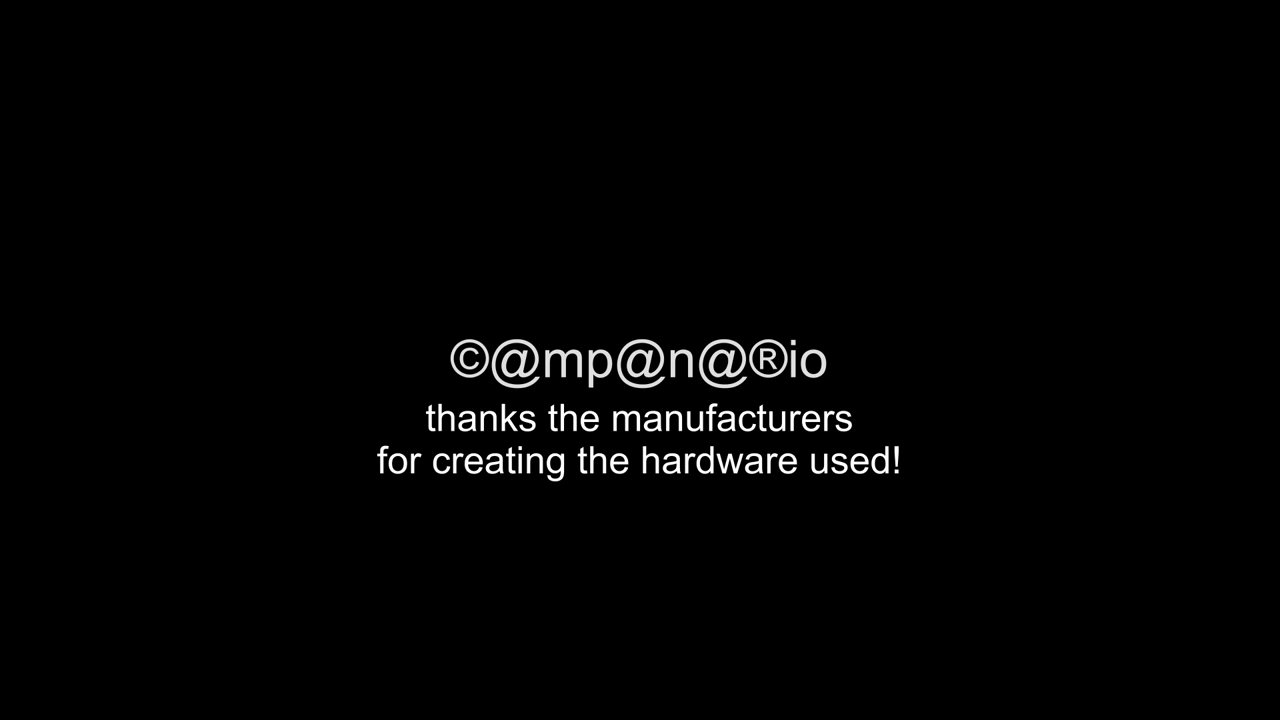 ©@mp@n@®io
thanks the manufacturers
for creating the hardware used!